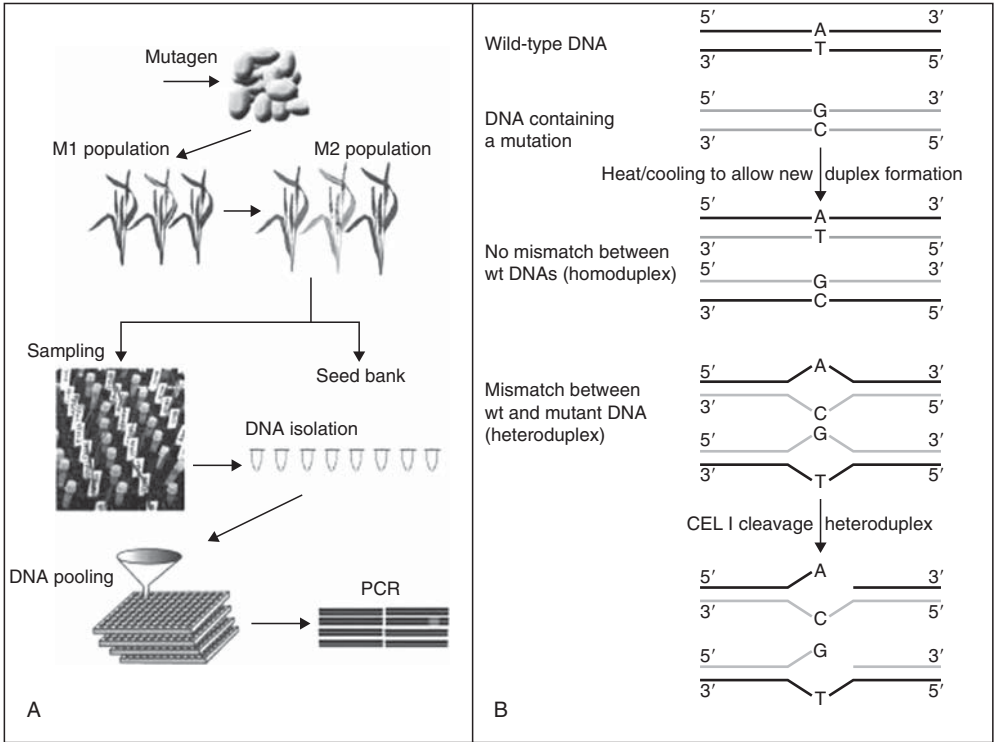 Mutagen
M1 population
M2 population
Sampling
Seed bank
DNA isolation
DNA pooling
PCR
A
5′ 3′
Wild-type DNA
A
T
3′ 5′
5′ 3′
DNA containing
a mutation
G
C
3′ 5′
Heat/cooling to allow new duplex formation
5′ 3′
A
T
3′ 5′
No mismatch between
wt DNAs (homoduplex)
5′ 3′
G
C
3′ 5′
5′ A 3′
Mismatch between
wt and mutant DNA
(heteroduplex)
3′ C 5′
5′ G 3′
3′ T 5′
CEL I cleavage heteroduplex
5′ A 3′
3′ C 5′
5′ G 3′
3′ T 5′
B